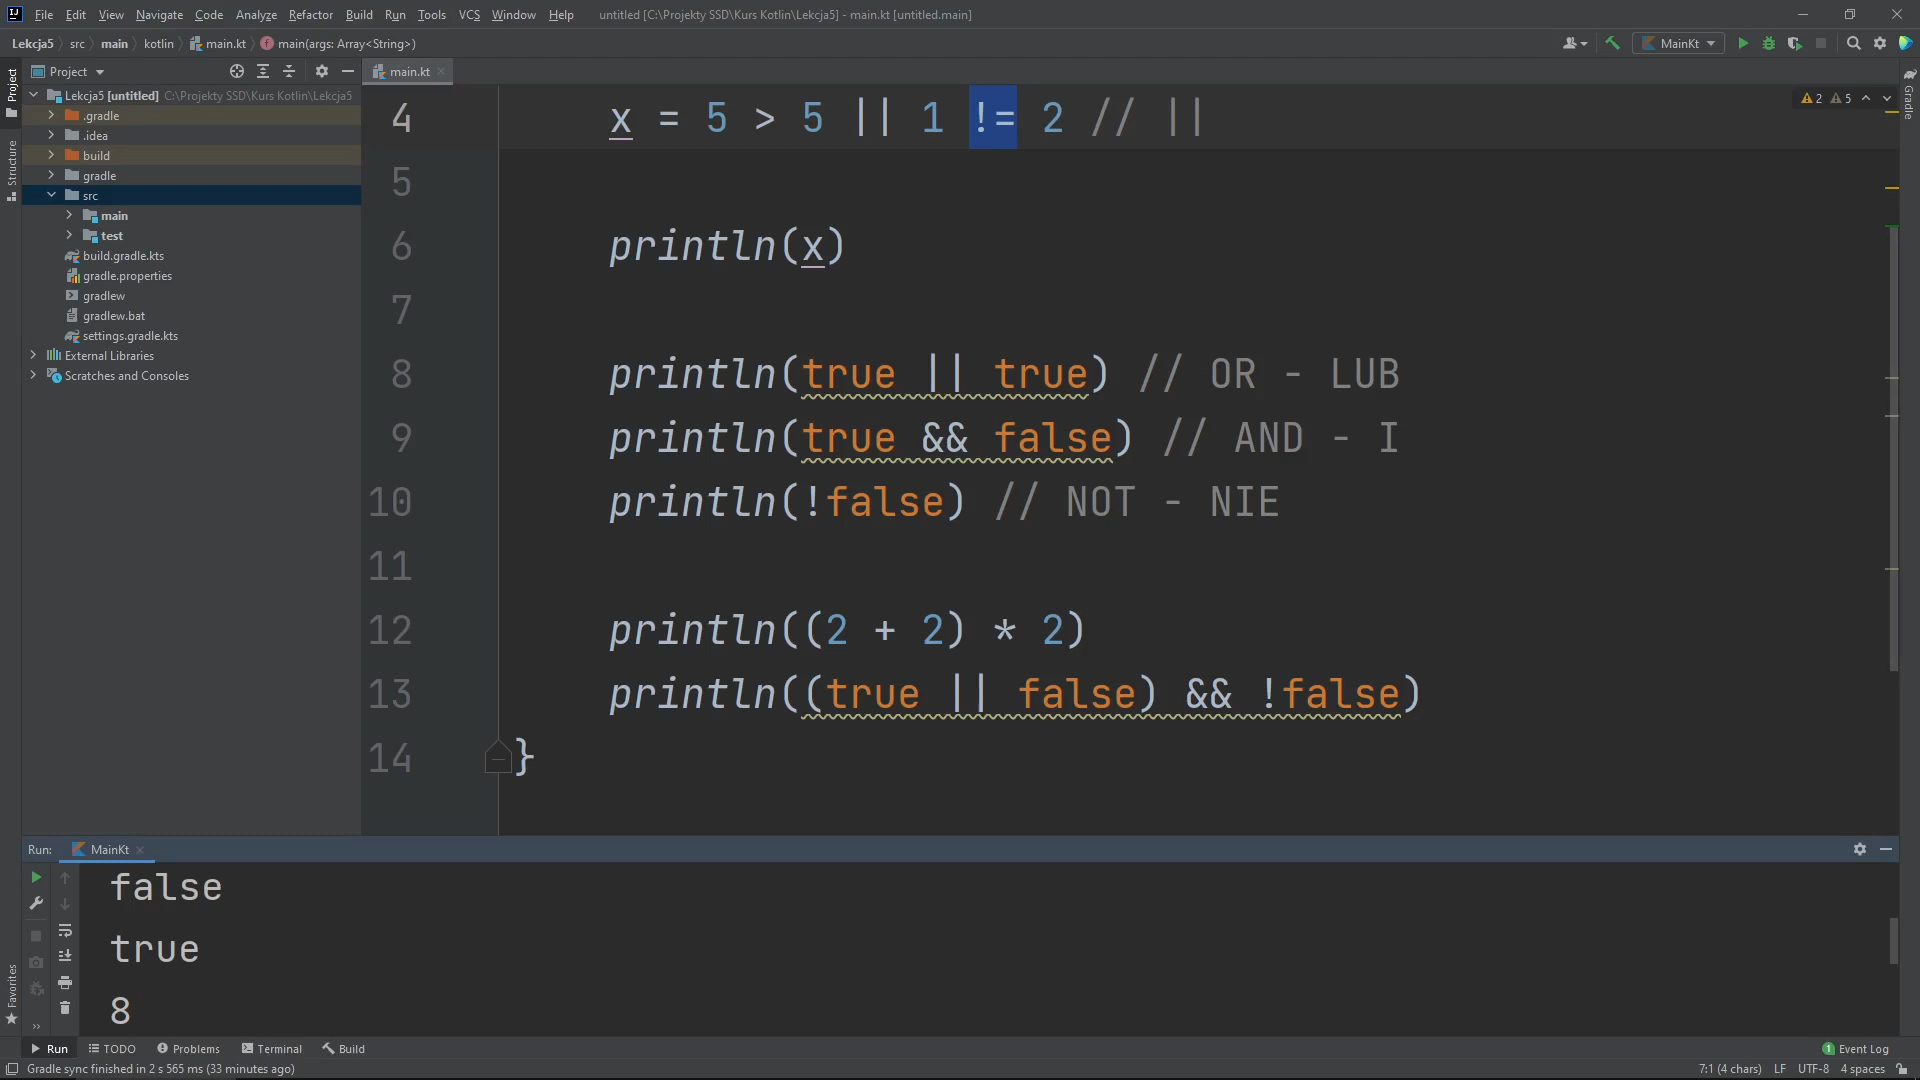 File Edit View Navigate Code Analyze Refactor Build Run Tools VCS Window Help untitled [C:\Projekty SSD\Kurs Kotlin\Lekcja5] - main.kt [untitled.main]
Lekcja5 src main kotlin main.kt main(args: Array<String>) MainKt
Project main.kt
Project
Structure
Favorites
Gradle
Lekcja5 [untitled] C:\Projekty SSD\Kurs Kotlin\Lekcja5
.gradle
.idea
build
gradle
src
main
test
build.gradle.kts
gradle.properties
gradlew
gradlew.bat
settings.gradle.kts
External Libraries
Scratches and Consoles
2 5
4 x = 5 > 5 || 1 != 2 // ||
5
6 println(x)
7
8 println(true || true) // OR - LUB
9 println(true && false) // AND - I
10 println(!false) // NOT - NIE
11
12 println((2 + 2) * 2)
13 println((true || false) && !false)
14 }
Run: MainKt
false
true
8
Run TODO Problems Terminal Build 1 Event Log
Gradle sync finished in 2 s 565 ms (33 minutes ago) 7:1 (4 chars) LF UTF-8 4 spaces